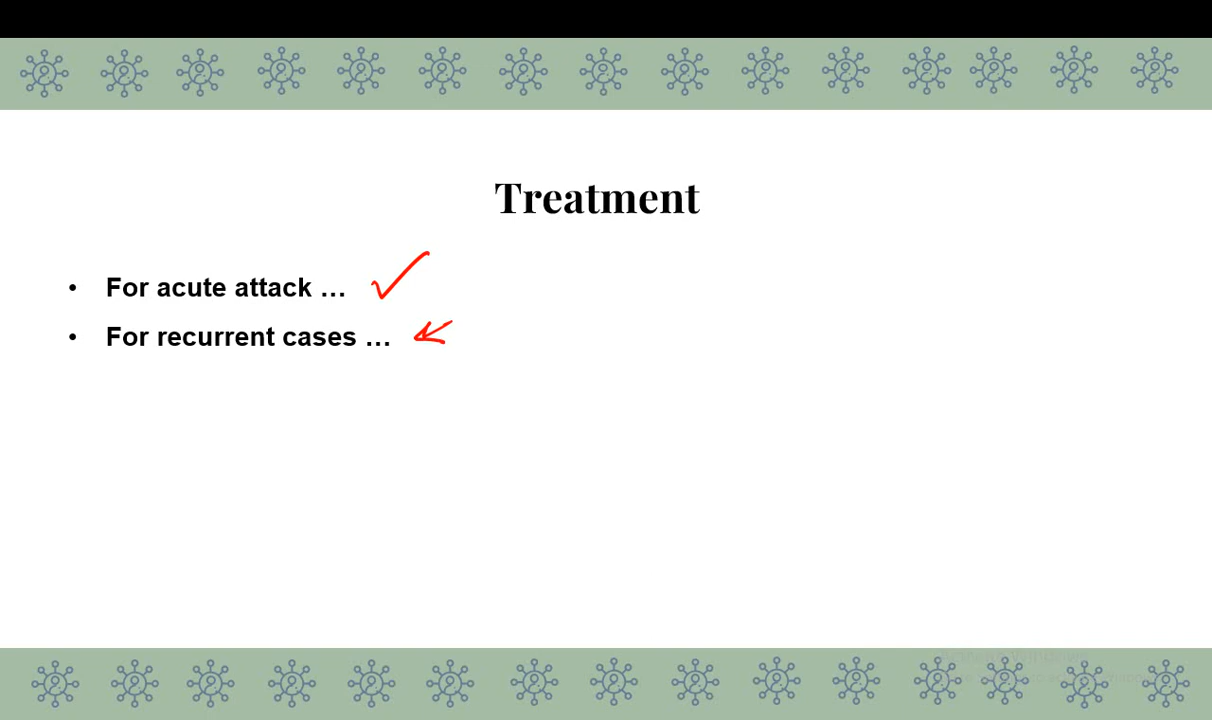 Treatment
• For acute attack …
• For recurrent cases …